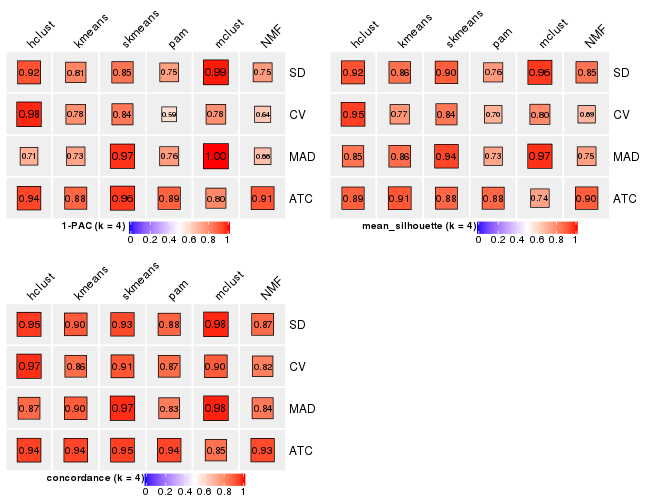 hclust kmeans skmeans pam mclust NMF
0.92 0.81 0.85 0.75 0.99 0.75 SD
0.98 0.78 0.84 0.59 0.78 0.64 CV
0.71 0.73 0.97 0.76 1.00 0.66 MAD
0.94 0.88 0.96 0.89 0.80 0.91 ATC
1-PAC (k = 4)
0 0.2 0.4 0.6 0.8 1
hclust kmeans skmeans pam mclust NMF
0.92 0.86 0.90 0.76 0.96 0.85 SD
0.95 0.77 0.84 0.70 0.80 0.69 CV
0.85 0.86 0.94 0.73 0.97 0.75 MAD
0.89 0.91 0.88 0.88 0.74 0.90 ATC
mean_silhouette (k = 4)
0 0.2 0.4 0.6 0.8 1
hclust kmeans skmeans pam mclust NMF
0.95 0.90 0.93 0.88 0.98 0.87 SD
0.97 0.86 0.91 0.87 0.90 0.82 CV
0.87 0.90 0.97 0.83 0.98 0.84 MAD
0.94 0.94 0.95 0.94 0.85 0.93 ATC
concordance (k = 4)
0 0.2 0.4 0.6 0.8 1